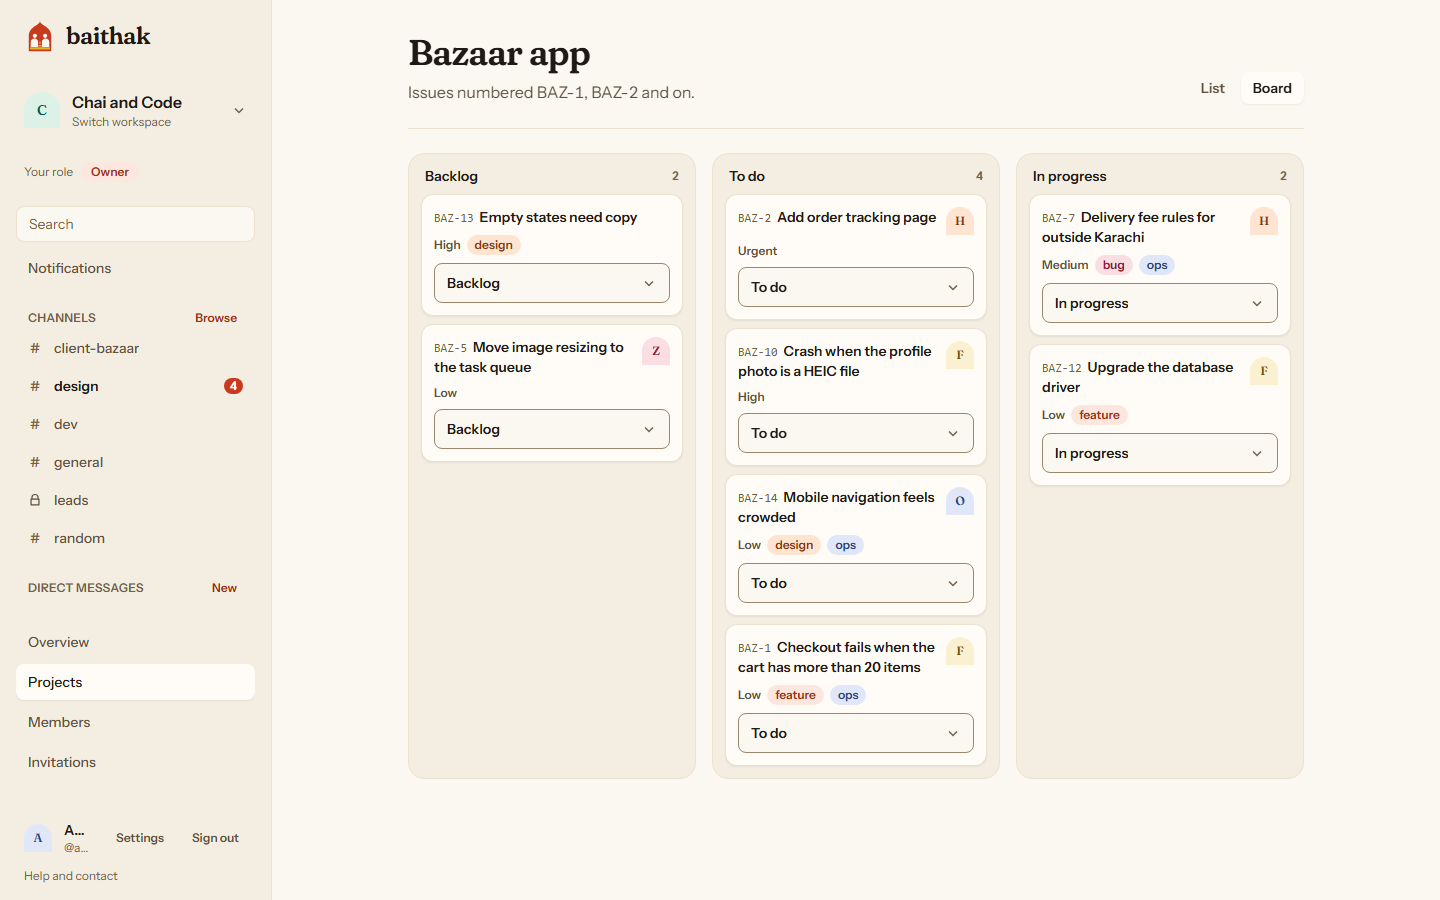 baithak
C
Chai and Code
Switch workspace
Your role Owner
Search
Notifications
CHANNELS Browse
# client-bazaar
# design 4
# dev
# general
leads
# random
DIRECT MESSAGES New
Overview
Projects
Members
Invitations
A
A...
@a...
Settings
Sign out
Help and contact
Bazaar app
Issues numbered BAZ-1, BAZ-2 and on.
List
Board
Backlog 2
BAZ-13 Empty states need copy
High design
Backlog
BAZ-5 Move image resizing to
the task queue
Z
Low
Backlog
To do 4
BAZ-2 Add order tracking page
H
Urgent
To do
BAZ-10 Crash when the profile
photo is a HEIC file
F
High
To do
BAZ-14 Mobile navigation feels
crowded
O
Low design ops
To do
BAZ-1 Checkout fails when the
cart has more than 20 items
F
Low feature ops
To do
In progress 2
BAZ-7 Delivery fee rules for
outside Karachi
H
Medium bug ops
In progress
BAZ-12 Upgrade the database
driver
F
Low feature
In progress